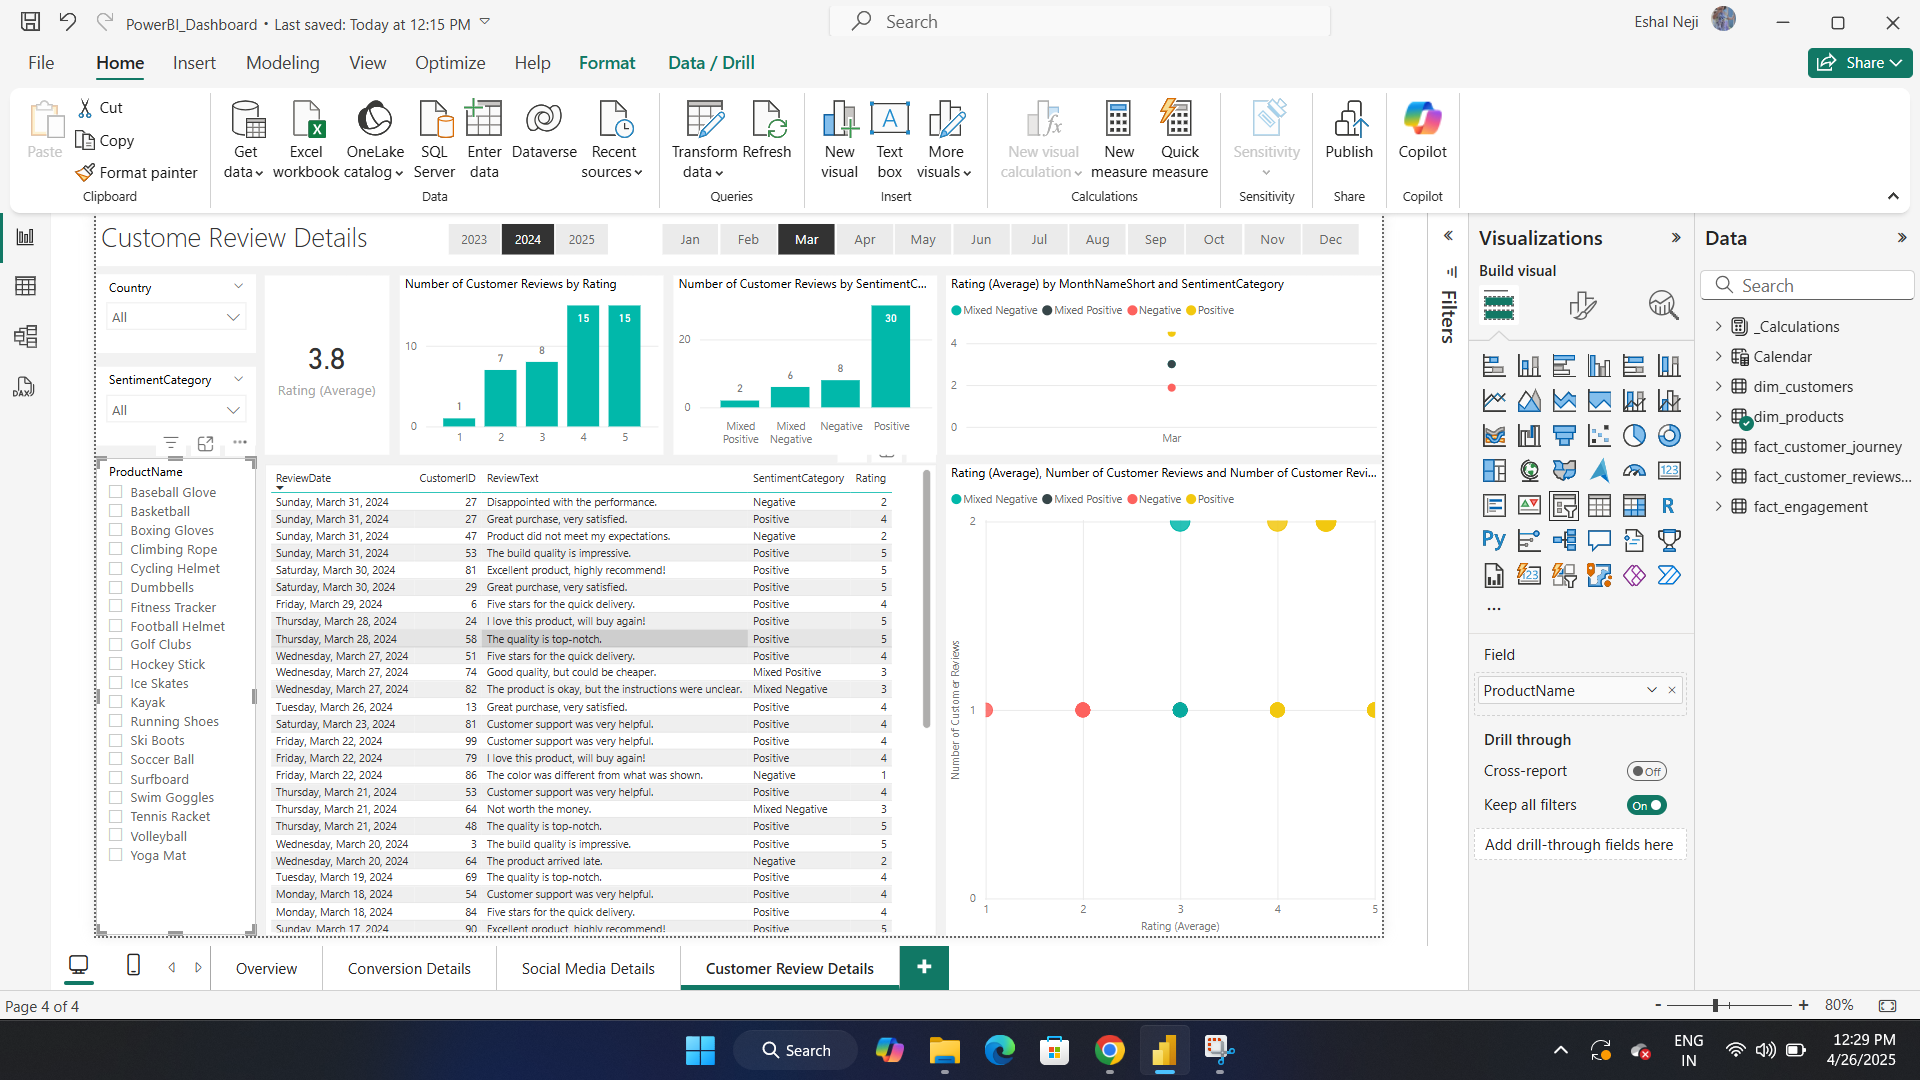 PowerBI_Dashboard • Last saved: Today at 12:15 PM
Search
Eshal Neji
File Home Insert Modeling View Optimize Help Format Data / Drill
Share
Paste
Cut
Copy
Format painter
Clipboard
Get data
Excel workbook
OneLake catalog
SQL Server
Enter data
Dataverse
Recent sources
Data
Transform data
Refresh
Queries
New visual
Text box
More visuals
Insert
New visual calculation
New measure
Quick measure
Calculations
Sensitivity
Sensitivity
Publish
Share
Copilot
Copilot
Custome Review Details
2023 2024 2025
Jan Feb Mar Apr May Jun Jul Aug Sep Oct Nov Dec
Country
All
SentimentCategory
All
3.8
Rating (Average)
Number of Customer Reviews by Rating
10
0
1 7 8 15 15
1 2 3 4 5
Number of Customer Reviews by SentimentC...
20
0
2 6 8 30
Mixed Positive
Mixed Negative
Negative
Positive
Rating (Average) by MonthNameShort and SentimentCategory
Mixed Negative Mixed Positive Negative Positive
4
2
0
Mar
ProductName
Baseball Glove
Basketball
Boxing Gloves
Climbing Rope
Cycling Helmet
Dumbbells
Fitness Tracker
Football Helmet
Golf Clubs
Hockey Stick
Ice Skates
Kayak
Running Shoes
Ski Boots
Soccer Ball
Surfboard
Swim Goggles
Tennis Racket
Volleyball
Yoga Mat
ReviewDate CustomerID ReviewText SentimentCategory Rating
Sunday, March 31, 2024 27 Disappointed with the performance. Negative 2
Sunday, March 31, 2024 27 Great purchase, very satisfied. Positive 4
Sunday, March 31, 2024 47 Product did not meet my expectations. Negative 2
Sunday, March 31, 2024 53 The build quality is impressive. Positive 5
Saturday, March 30, 2024 81 Excellent product, highly recommend! Positive 5
Saturday, March 30, 2024 29 Great purchase, very satisfied. Positive 5
Friday, March 29, 2024 6 Five stars for the quick delivery. Positive 4
Thursday, March 28, 2024 24 I love this product, will buy again! Positive 5
Thursday, March 28, 2024 58 The quality is top-notch. Positive 5
Wednesday, March 27, 2024 51 Five stars for the quick delivery. Positive 4
Wednesday, March 27, 2024 74 Good quality, but could be cheaper. Mixed Positive 3
Wednesday, March 27, 2024 82 The product is okay, but the instructions were unclear. Mixed Negative 3
Tuesday, March 26, 2024 13 Great purchase, very satisfied. Positive 4
Saturday, March 23, 2024 81 Customer support was very helpful. Positive 4
Friday, March 22, 2024 99 Customer support was very helpful. Positive 4
Friday, March 22, 2024 79 I love this product, will buy again! Positive 4
Friday, March 22, 2024 86 The color was different from what was shown. Negative 1
Thursday, March 21, 2024 53 Customer support was very helpful. Positive 4
Thursday, March 21, 2024 64 Not worth the money. Mixed Negative 3
Thursday, March 21, 2024 48 The quality is top-notch. Positive 5
Wednesday, March 20, 2024 3 The build quality is impressive. Positive 5
Wednesday, March 20, 2024 64 The product arrived late. Negative 2
Tuesday, March 19, 2024 69 The quality is top-notch. Positive 4
Monday, March 18, 2024 54 Customer support was very helpful. Positive 4
Monday, March 18, 2024 84 Five stars for the quick delivery. Positive 4
Sunday, March 17, 2024 90 Excellent product, highly recommend! Positive 5
Rating (Average), Number of Customer Reviews and Number of Customer Revi...
Mixed Negative Mixed Positive Negative Positive
2
1
0
Number of Customer Reviews
1 2 3 4 5
Rating (Average)
Filters
Visualizations
Build visual
123
R
Py
123
...
Field
ProductName
Drill through
Cross-report
Off
Keep all filters
On
Add drill-through fields here
Data
Search
_Calculations
Calendar
dim_customers
dim_products
fact_customer_journey
fact_customer_reviews...
fact_engagement
DAX
Overview Conversion Details Social Media Details Customer Review Details +
Page 4 of 4
- + 80%
Search
ENG
IN
12:29 PM
4/26/2025